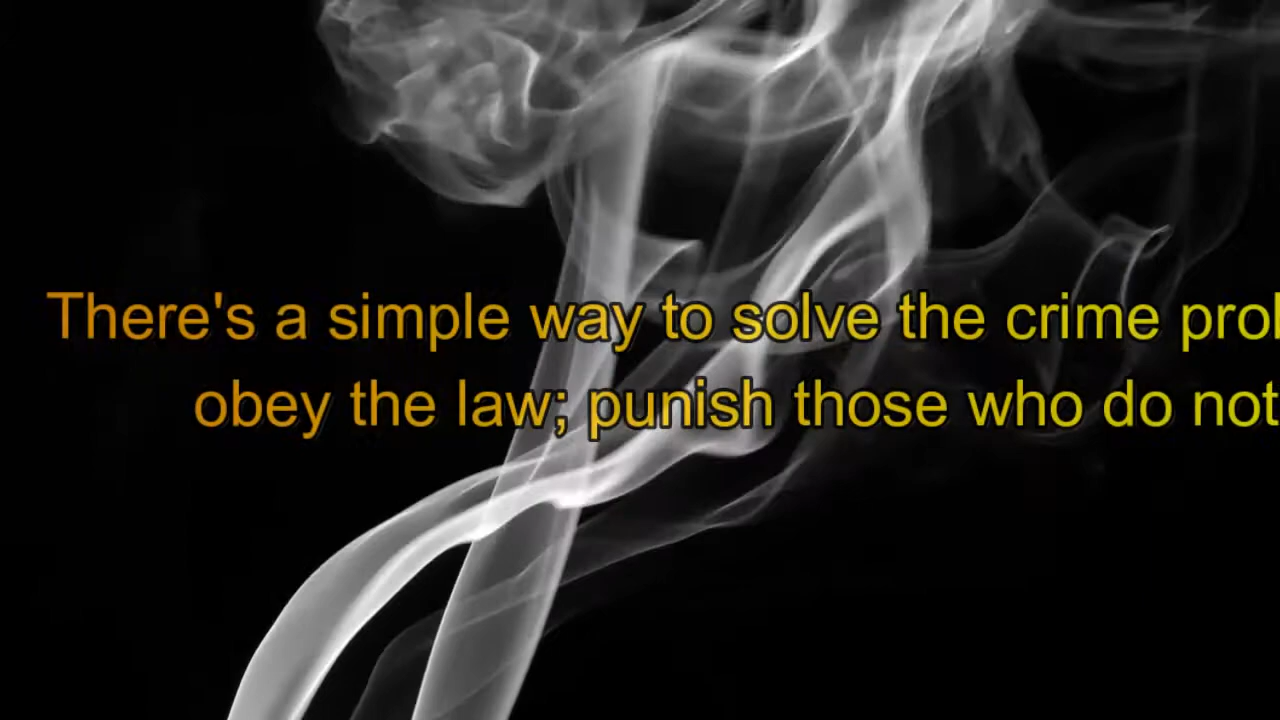 There's a simple way to solve the crime
obey the law; punish those who do not